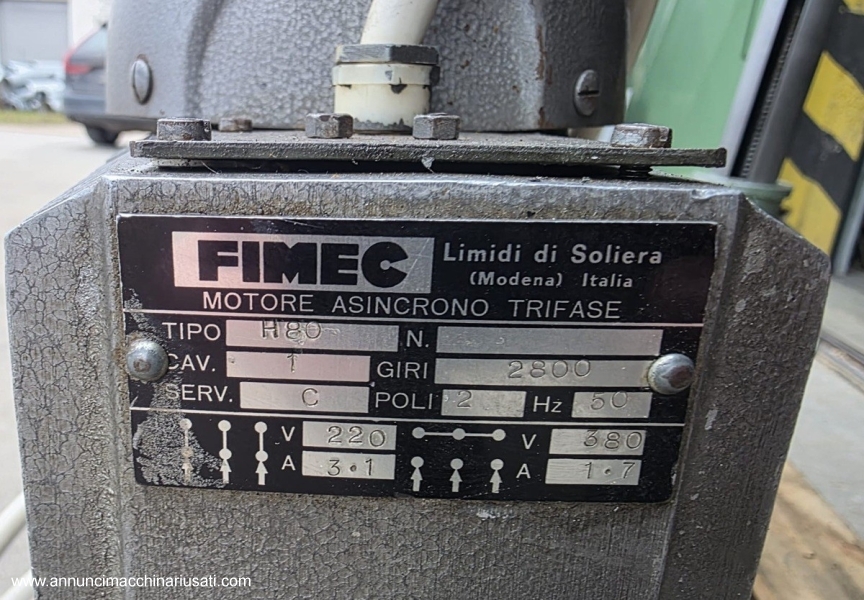 FIMEC Limidi di Soliera
(Modena) Italia
MOTORE ASINCRONO TRIFASE
TIPO H80 N.
CAV. 1 GIRI 2800
SERV. C POLI 2 Hz 50
V 220 V 380
A 3.1 A 1.7
www.annuncimacchinariusati.com